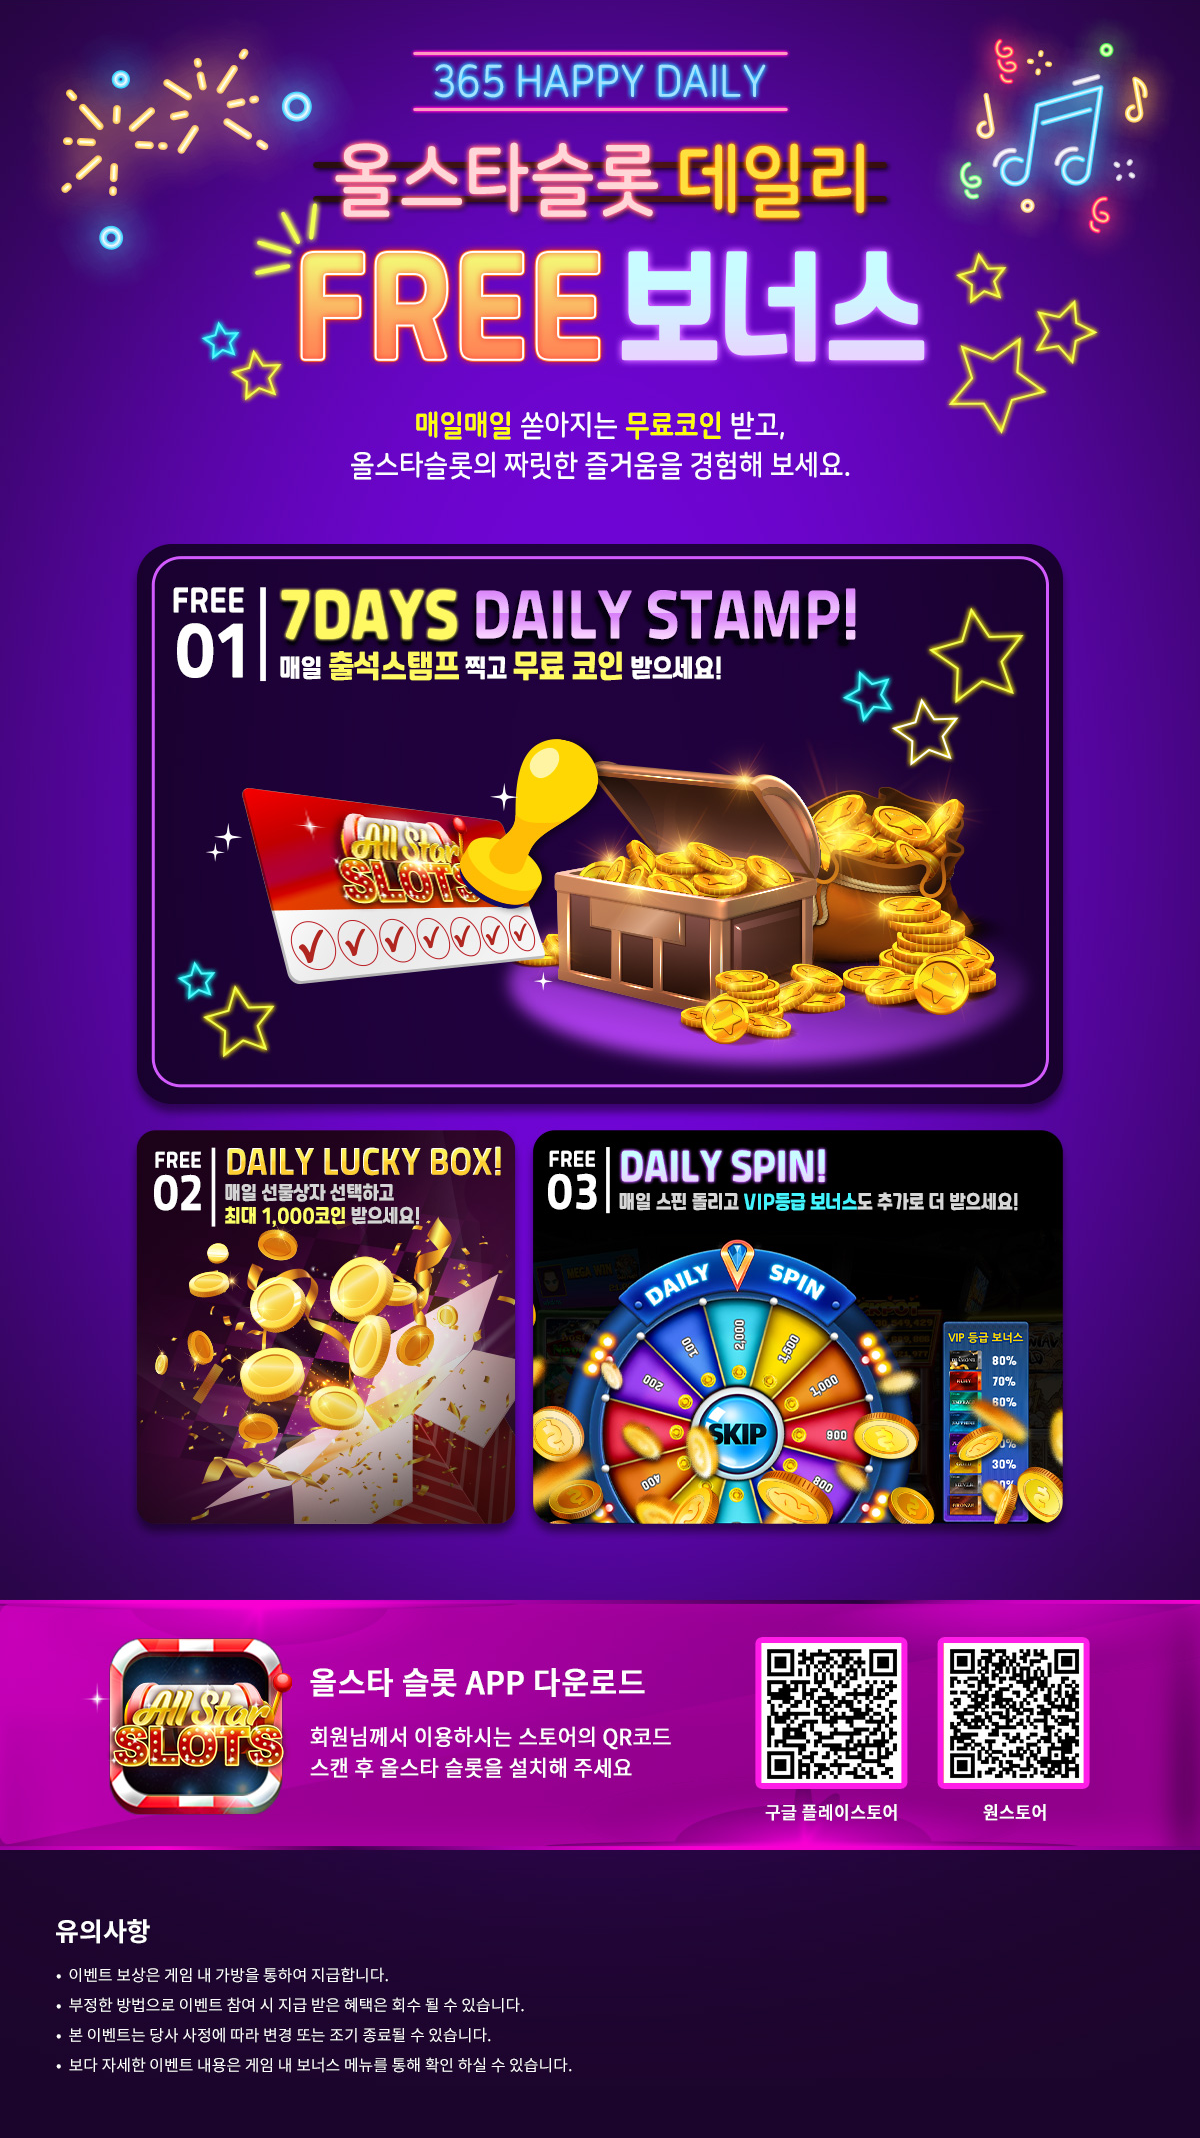 365 HAPPY DAILY
올스타슬롯 데일리
FREE 보너스
매일매일 쏟아지는 무료코인 받고,
올스타슬롯의 짜릿한 즐거움을 경험해 보세요.
FREE
01
7DAYS DAILY STAMP!
매일 출석스탬프 찍고 무료 코인 받으세요!
All Star
SLOTS
FREE
02
DAILY LUCKY BOX!
매일 선물상자 선택하고
최대 1,000코인 받으세요!
FREE
03
DAILY SPIN!
매일 스핀 돌리고 VIP등급 보너스도 추가로 더 받으세요!
MEGA WIN
DAILY SPIN
400
200
100
2,000
1,500
1,000
900
800
SKIP
VIP 등급 보너스
80%
RUBY 70%
60%
30%
SILVER
BRONZE
All Star
SLOTS
올스타 슬롯 APP 다운로드
회원님께서 이용하시는 스토어의 QR코드
스캔 후 올스타 슬롯을 설치해 주세요
구글 플레이스토어
원스토어
유의사항
• 이벤트 보상은 게임 내 가방을 통하여 지급합니다.
• 부정한 방법으로 이벤트 참여 시 지급 받은 혜택은 회수 될 수 있습니다.
• 본 이벤트는 당사 사정에 따라 변경 또는 조기 종료될 수 있습니다.
• 보다 자세한 이벤트 내용은 게임 내 보너스 메뉴를 통해 확인 하실 수 있습니다.